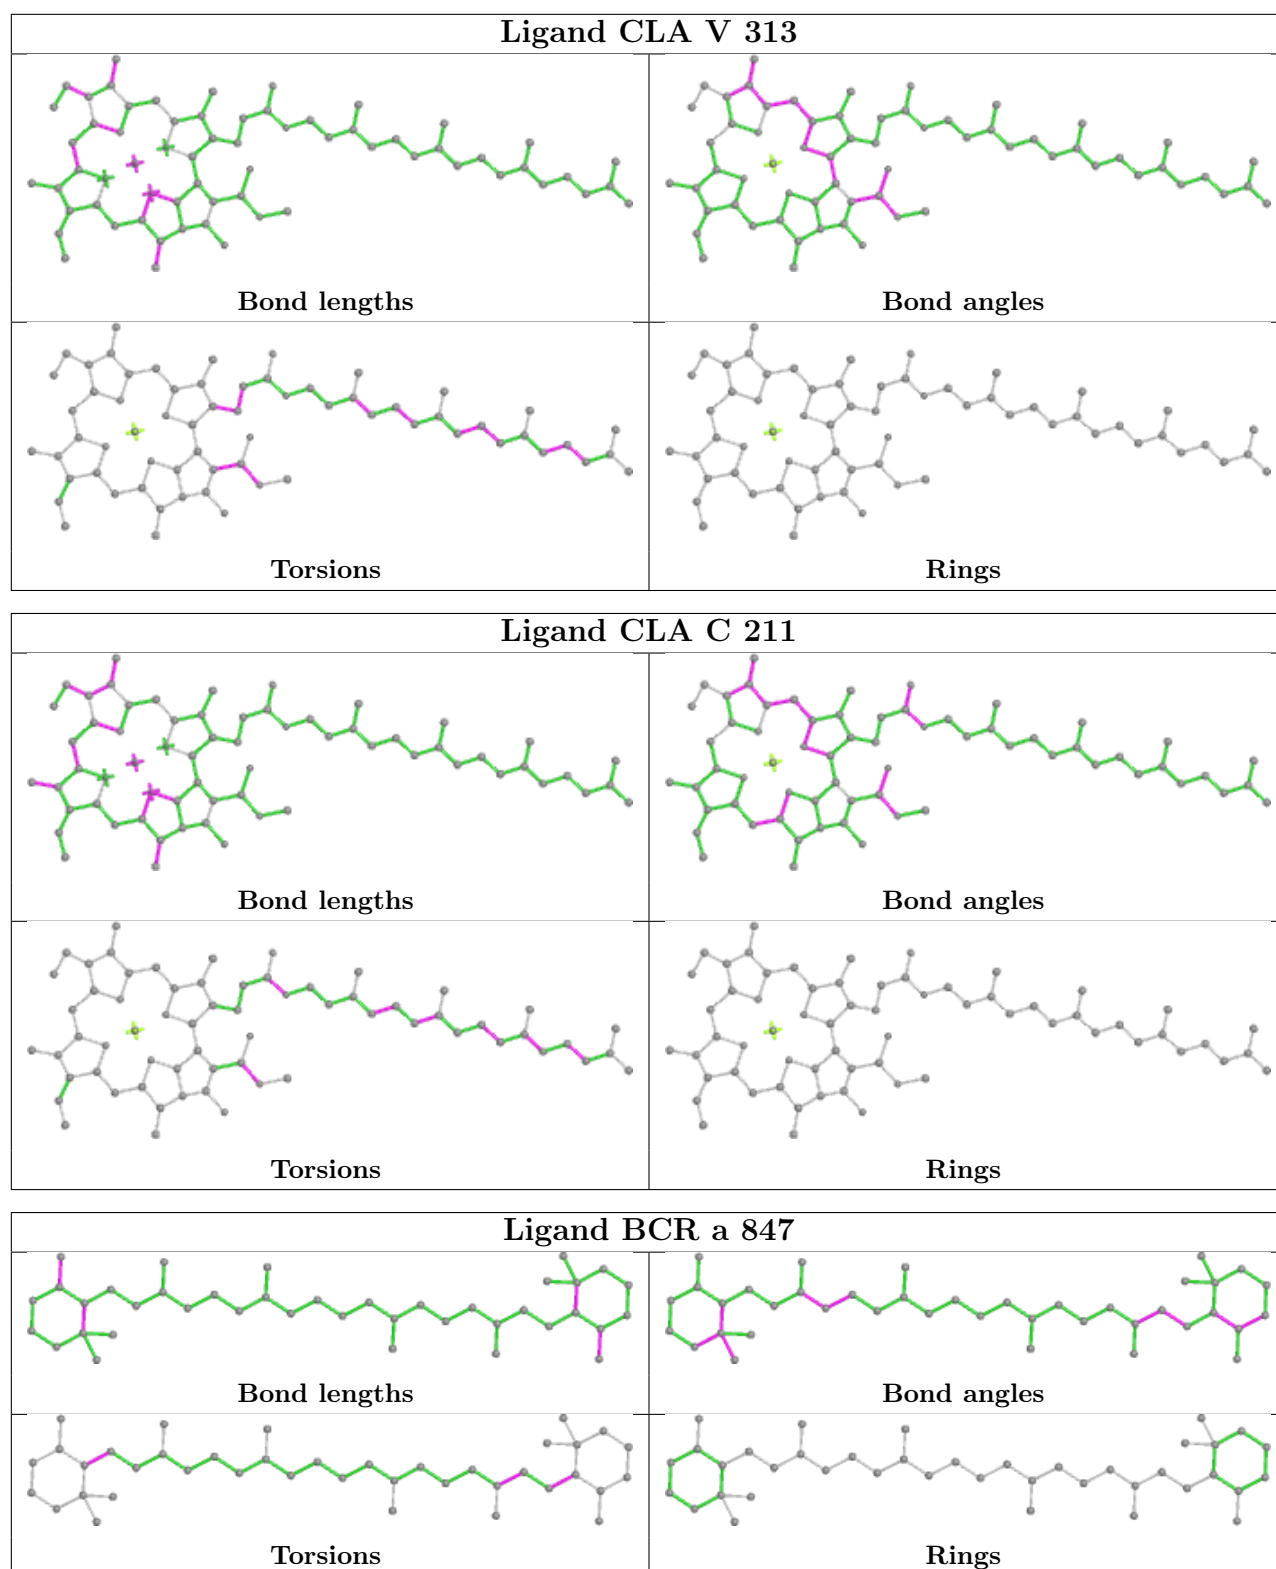 Ligand CLA V 313
Bond lengths
Bond angles
Torsions
Rings
Ligand CLA C 211
Bond lengths
Bond angles
Torsions
Rings
Ligand BCR a 847
Bond lengths
Bond angles
Torsions
Rings